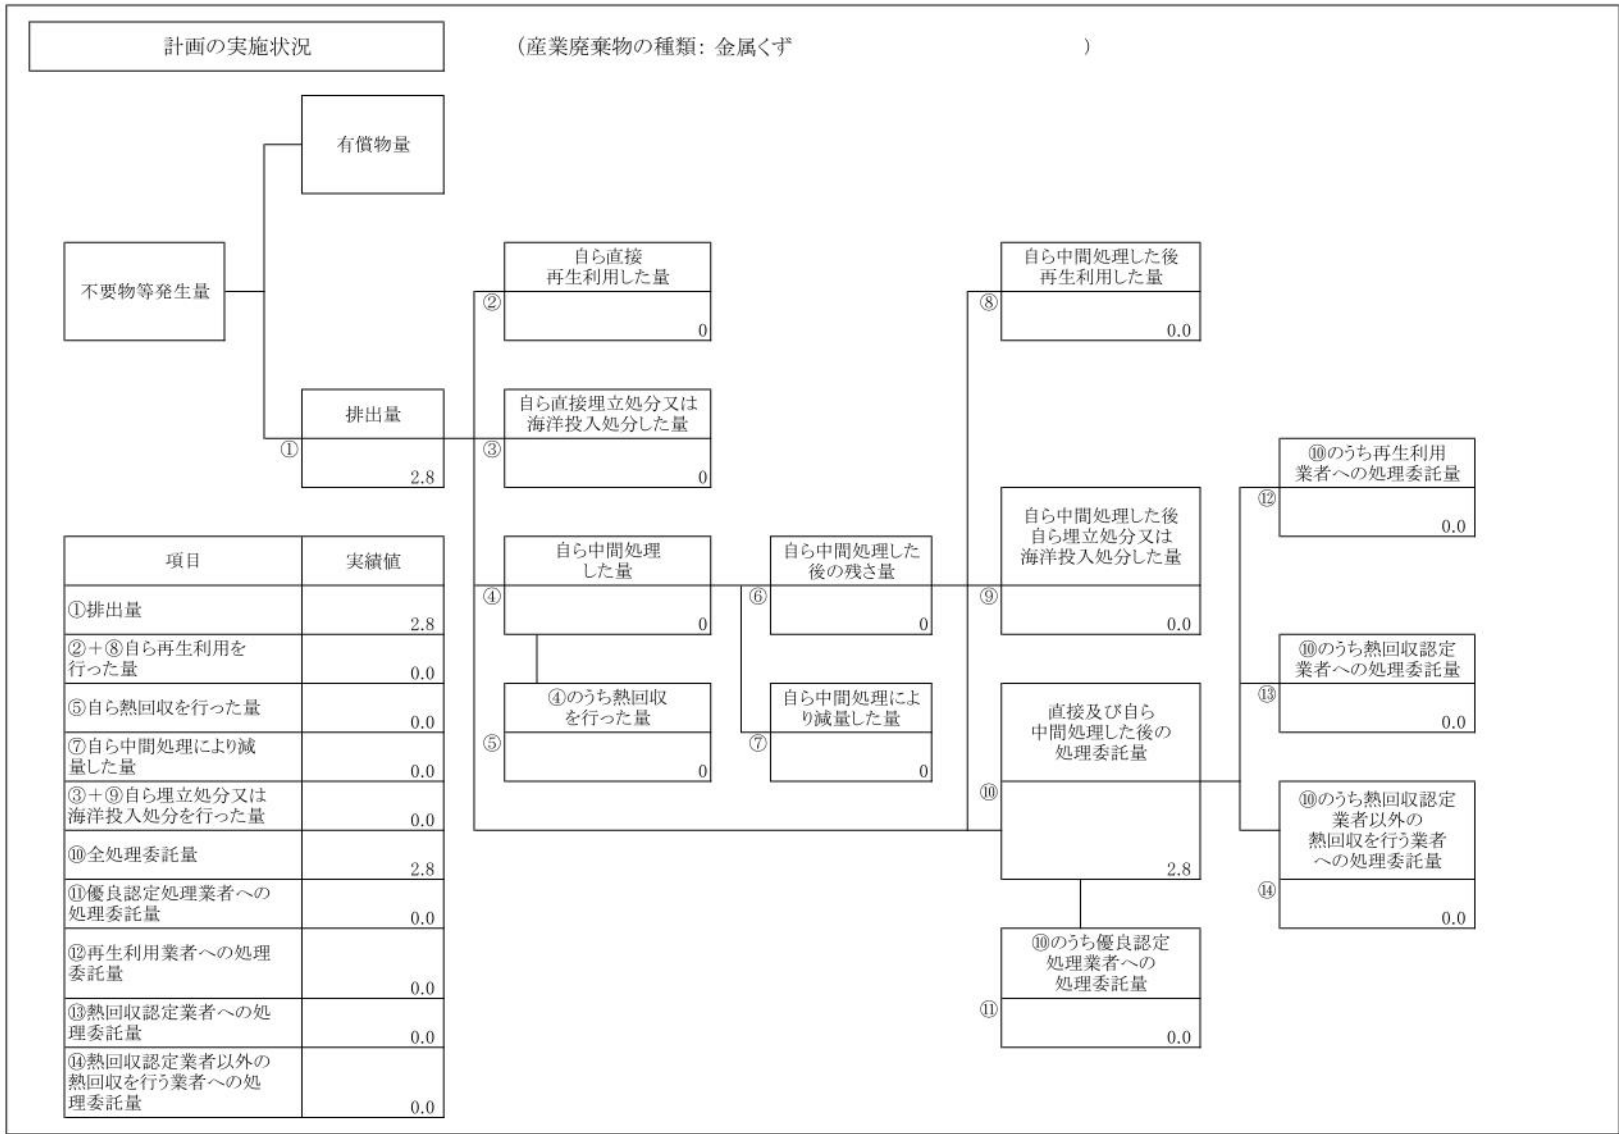 計画の実施状況
(産業廃棄物の種類: 金属くず )
有償物量
不要物等発生量
排出量
①
2.8
自ら直接
再生利用した量
②
0
自ら直接埋立処分又は
海洋投入処分した量
③
0
自ら中間処理
した量
④
0
④のうち熱回収
を行った量
⑤
0
自ら中間処理した
後の残さ量
⑥
0
自ら中間処理によ
り減量した量
⑦
0
自ら中間処理した後
再生利用した量
⑧
0.0
自ら中間処理した後
自ら埋立処分又は
海洋投入処分した量
⑨
0.0
直接及び自ら
中間処理した後の
処理委託量
⑩
2.8
⑩のうち優良認定
処理業者への
処理委託量
⑪
0.0
⑩のうち再生利用
業者への処理委託量
⑫
0.0
⑩のうち熱回収認定
業者への処理委託量
⑬
0.0
⑩のうち熱回収認定
業者以外の
熱回収を行う業者
への処理委託量
⑭
0.0
項目 実績値
①排出量
2.8
②+⑧自ら再生利用を
行った量
0.0
⑤自ら熱回収を行った量
0.0
⑦自ら中間処理により減
量した量
0.0
③+⑨自ら埋立処分又は
海洋投入処分を行った量
0.0
⑩全処理委託量
2.8
⑪優良認定処理業者への
処理委託量
0.0
⑫再生利用業者への処理
委託量
0.0
⑬熱回収認定業者への処
理委託量
0.0
⑭熱回収認定業者以外の
熱回収を行う業者への処
理委託量
0.0